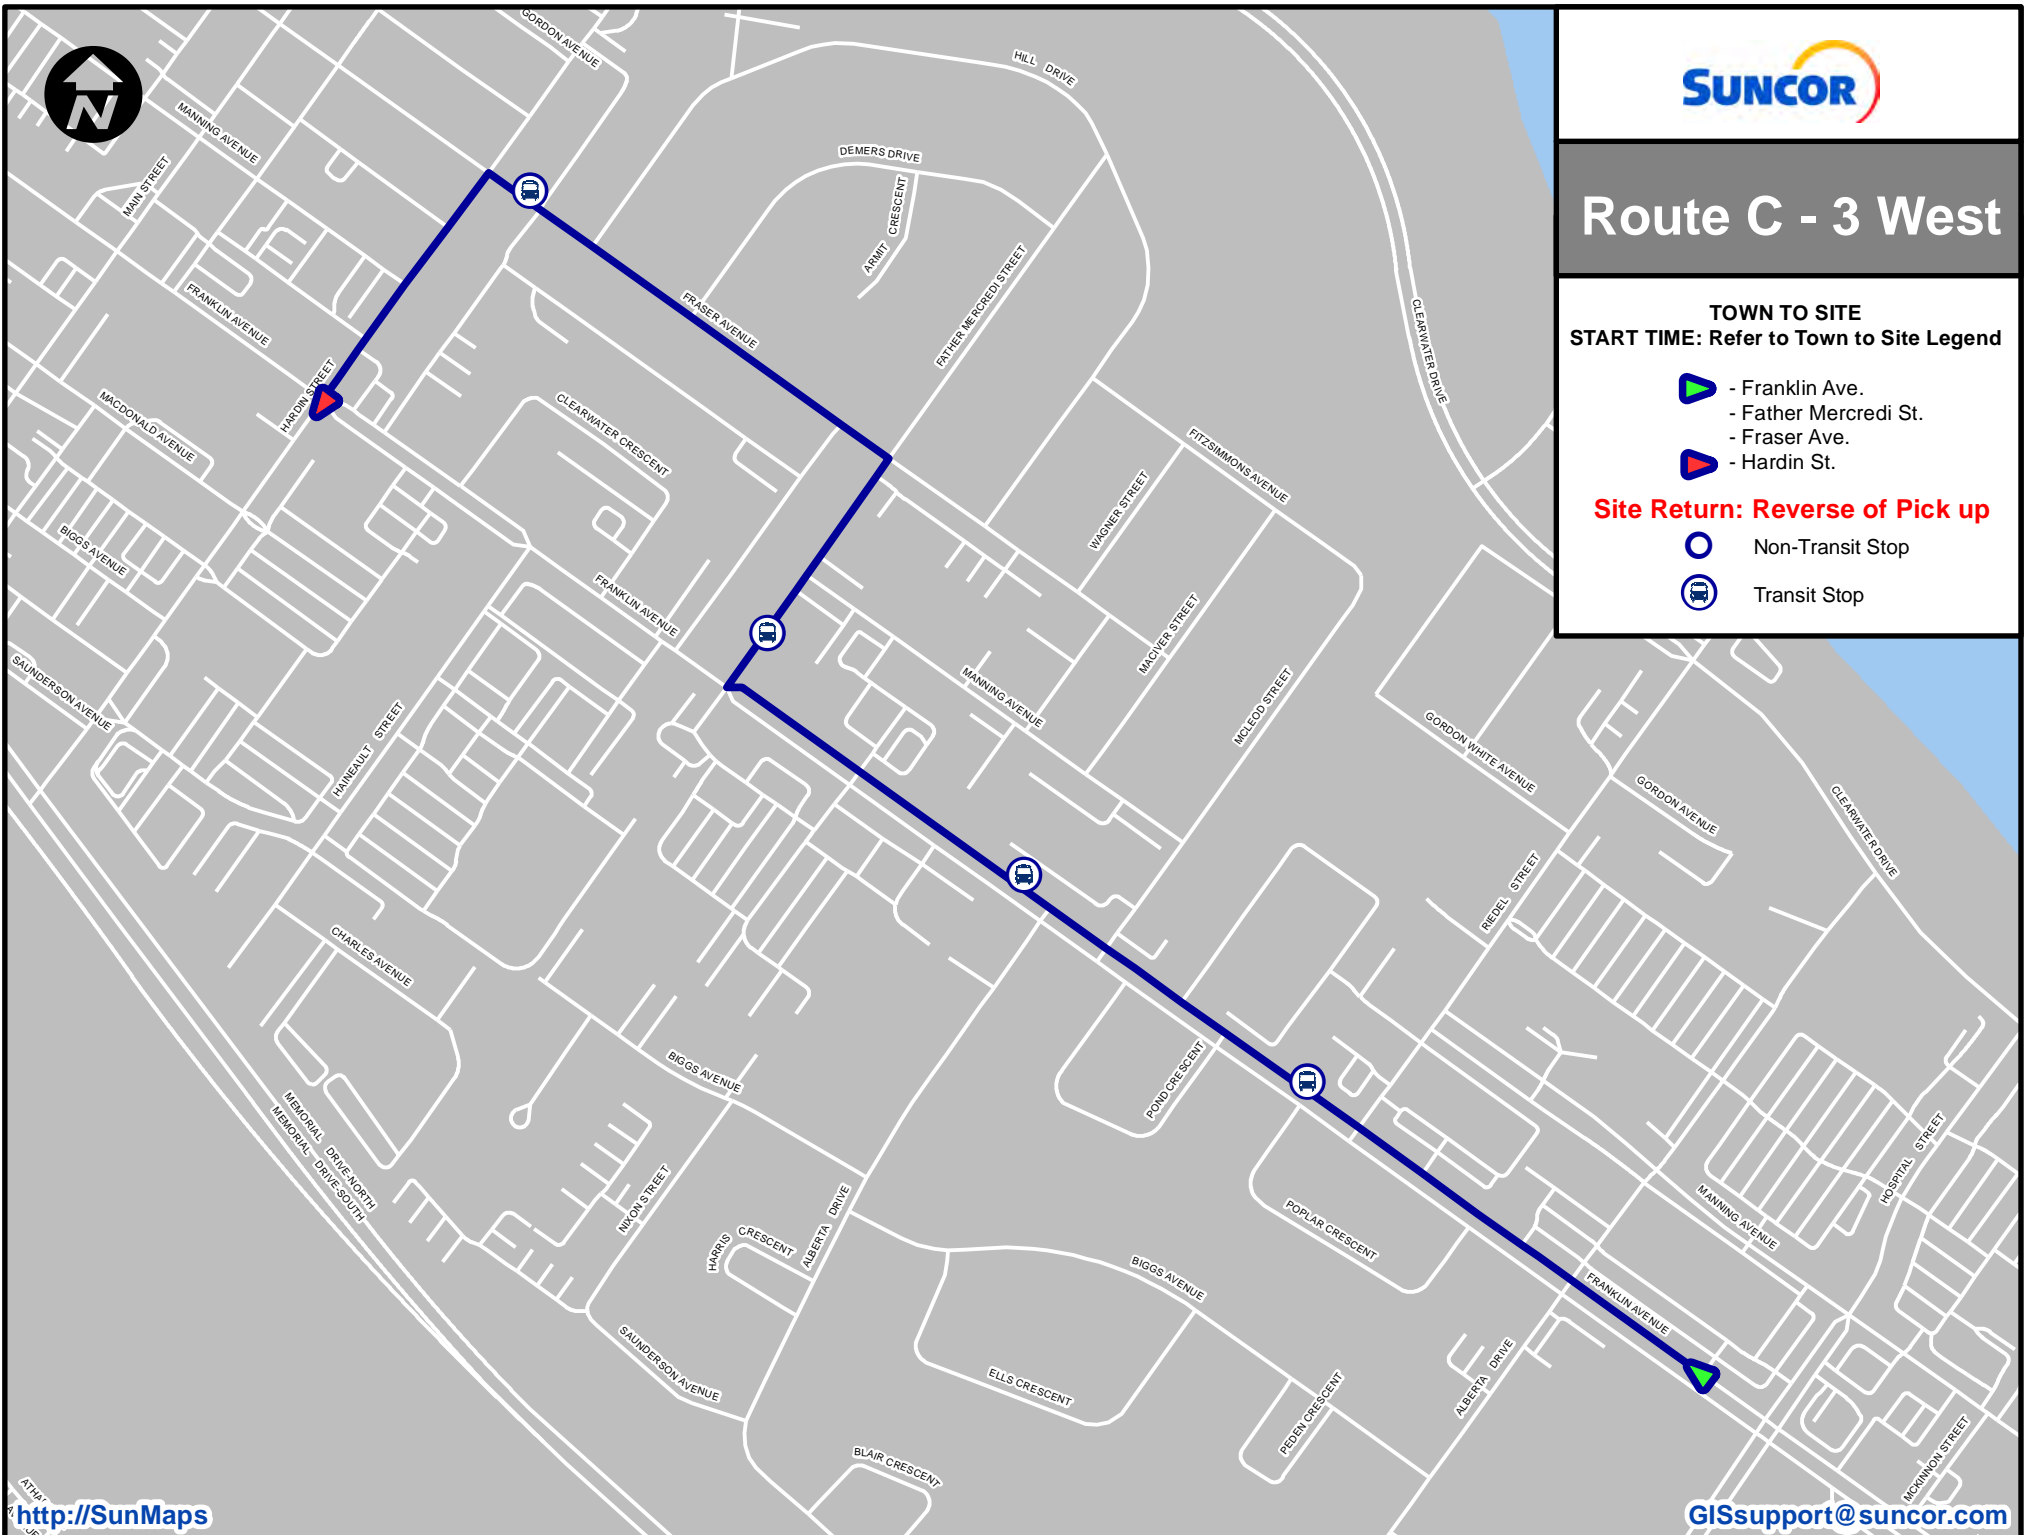 SUNCOR
Route C - 3 West
TOWN TO SITE
START TIME: Refer to Town to Site Legend
- Franklin Ave.
- Father Mercredi St.
- Fraser Ave.
- Hardin St.
Site Return: Reverse of Pick up
Non-Transit Stop
Transit Stop
N
GORDON AVENUE
HILL DRIVE
MANNING AVENUE
MAIN STREET
DEMERS DRIVE
ARMIT CRESCENT
FATHER MERCREDI STREET
FRASER AVENUE
FRANKLIN AVENUE
HARDIN STREET
CLEARWATER DRIVE
MACDONALD AVENUE
CLEARWATER CRESCENT
FITZSIMMONS AVENUE
WAGNER STREET
BIGGS AVENUE
FRANKLIN AVENUE
MACIVER STREET
SAUNDERSON AVENUE
MANNING AVENUE
MCLEOD STREET
HAINEAULT STREET
GORDON WHITE AVENUE
GORDON AVENUE
CLEARWATER DRIVE
RIEDEL STREET
CHARLES AVENUE
BIGGS AVENUE
POND CRESCENT
MEMORIAL DRIVE-NORTH
MEMORIAL DRIVE-SOUTH
HOSPITAL STREET
NIXON STREET
ALBERTA DRIVE
HARRIS CRESCENT
POPLAR CRESCENT
MANNING AVENUE
BIGGS AVENUE
FRANKLIN AVENUE
SAUNDERSON AVENUE
ELLS CRESCENT
ALBERTA DRIVE
PEDEN CRESCENT
BLAIR CRESCENT
MCKINNON STREET
http://SunMaps
GISsupport@suncor.com